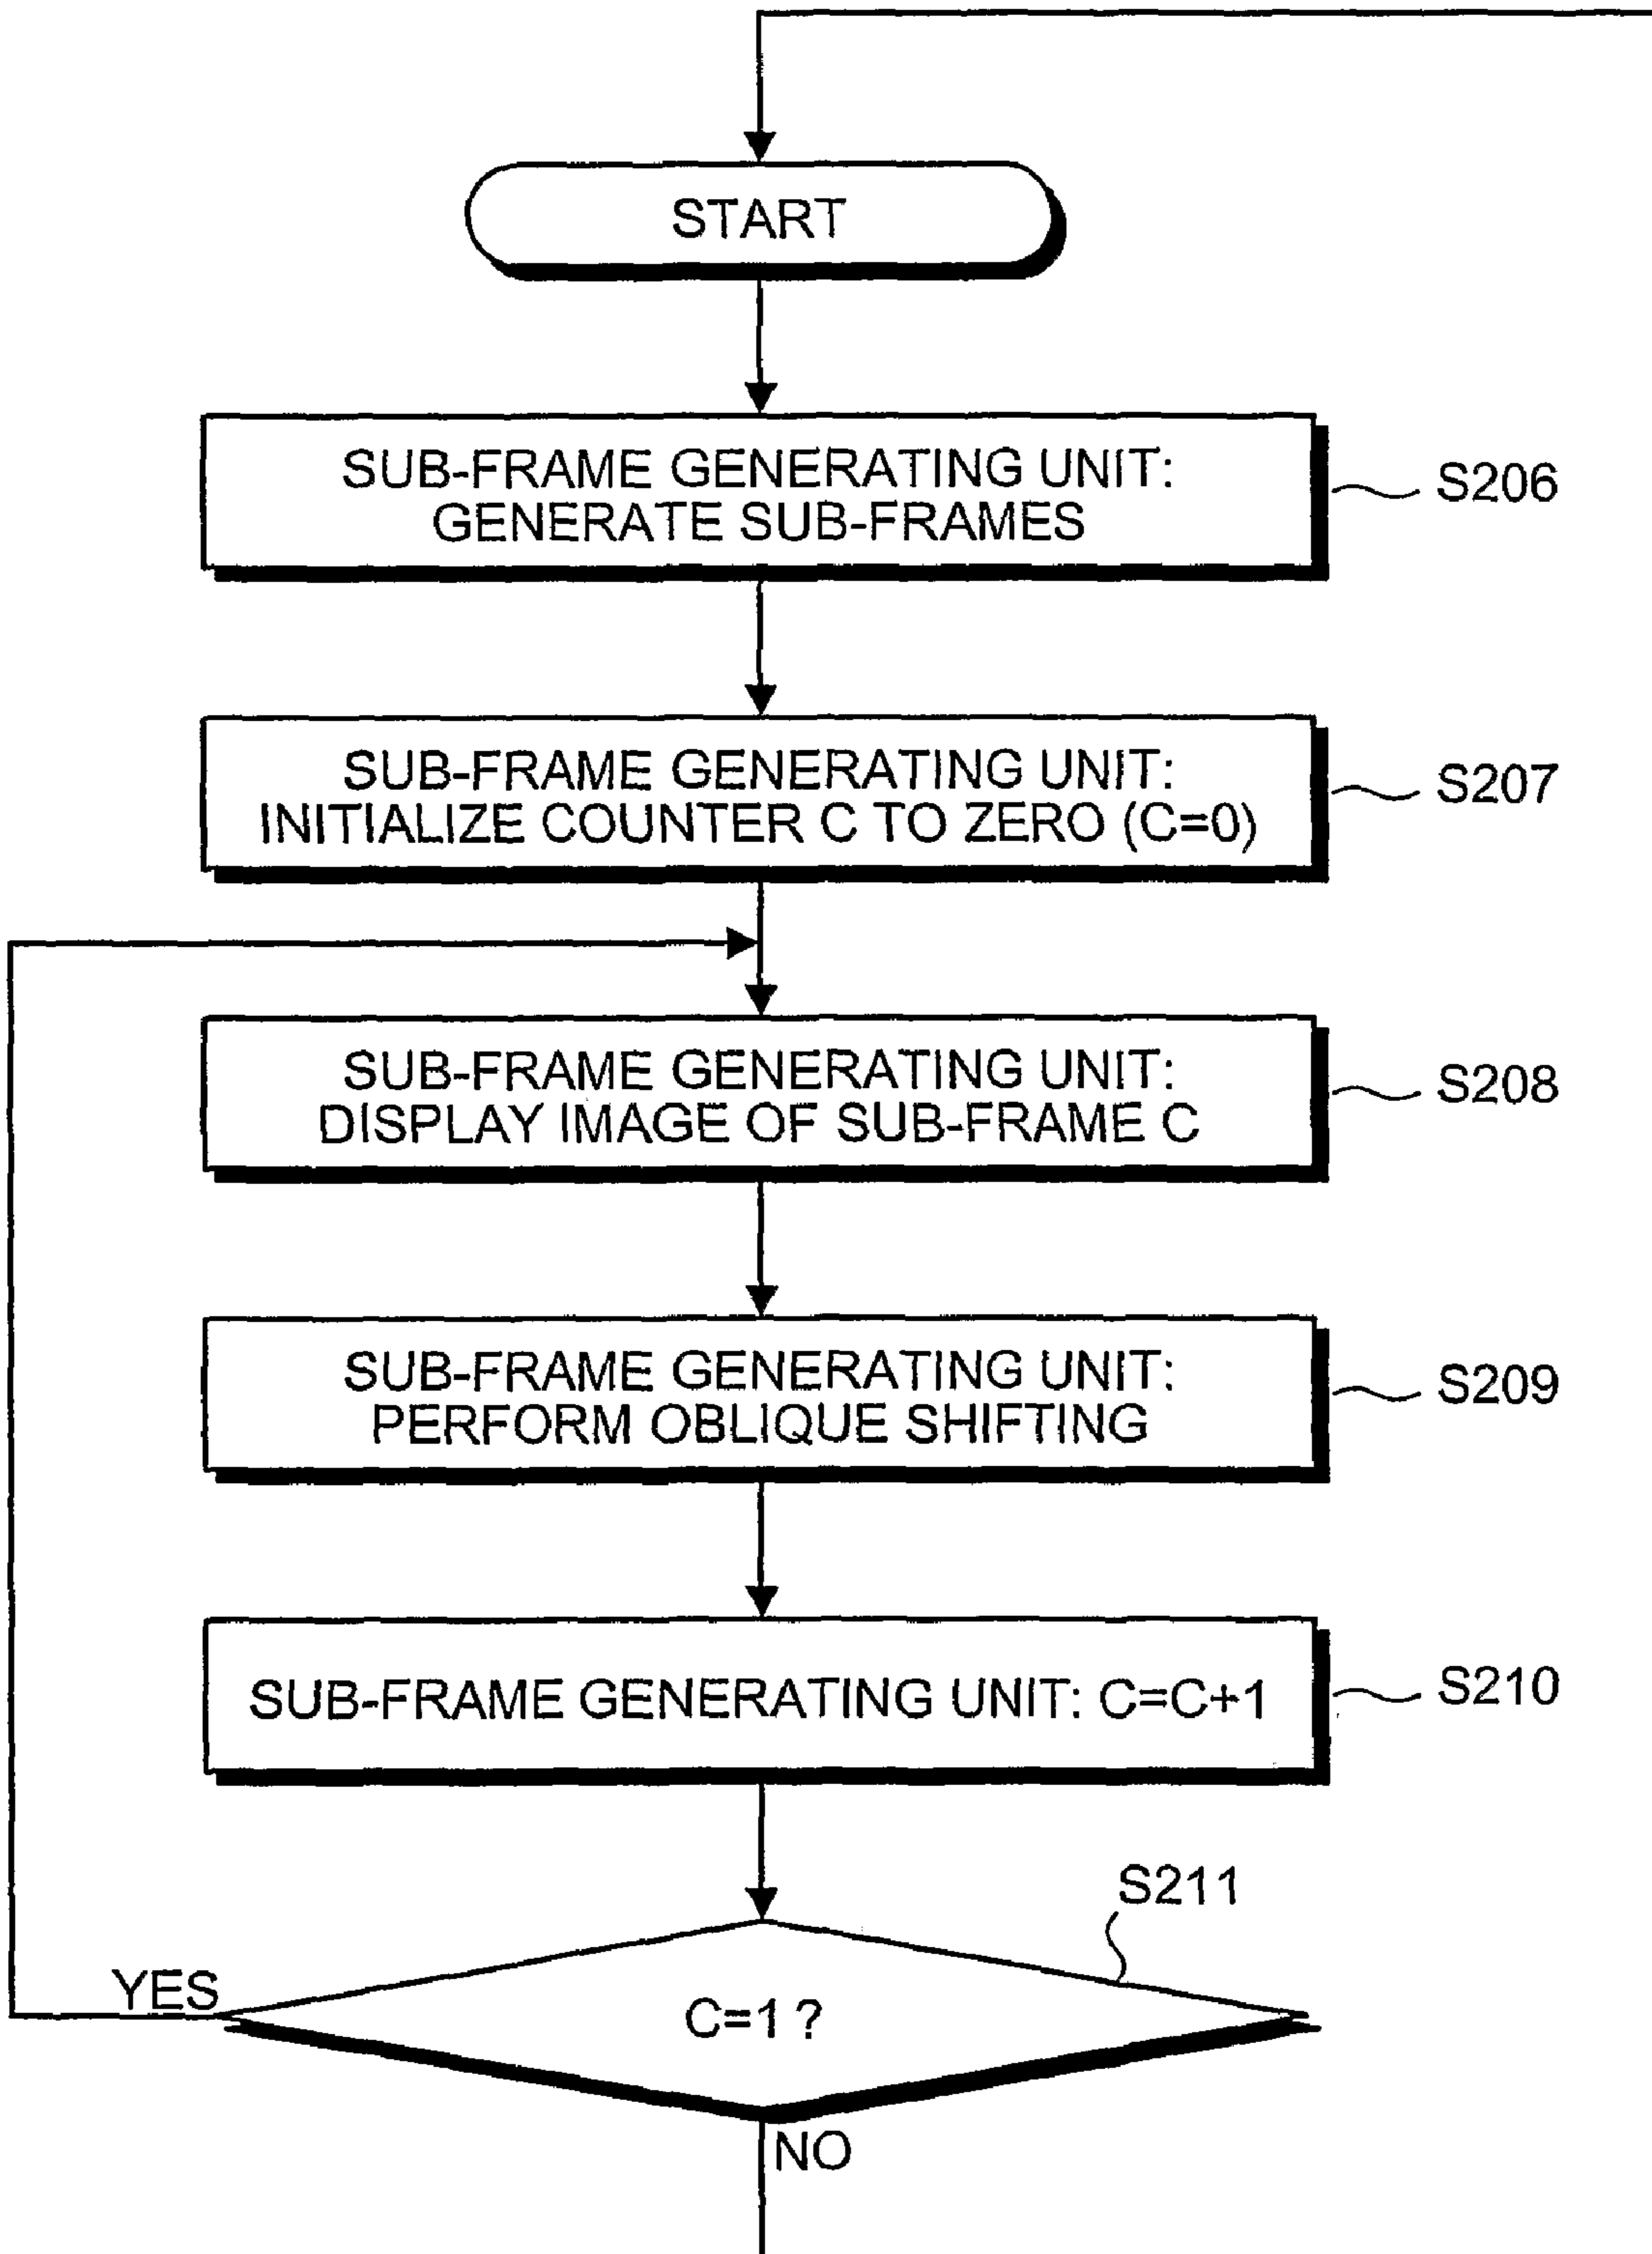 START
SUB-FRAME GENERATING UNIT:
GENERATE SUB-FRAMES
S206
SUB-FRAME GENERATING UNIT:
INITIALIZE COUNTER C TO ZERO (C=0)
S207
SUB-FRAME GENERATING UNIT:
DISPLAY IMAGE OF SUB-FRAME C
S208
SUB-FRAME GENERATING UNIT:
PERFORM OBLIQUE SHIFTING
S209
SUB-FRAME GENERATING UNIT: C=C+1
S210
S211
YES
C=1 ?
NO